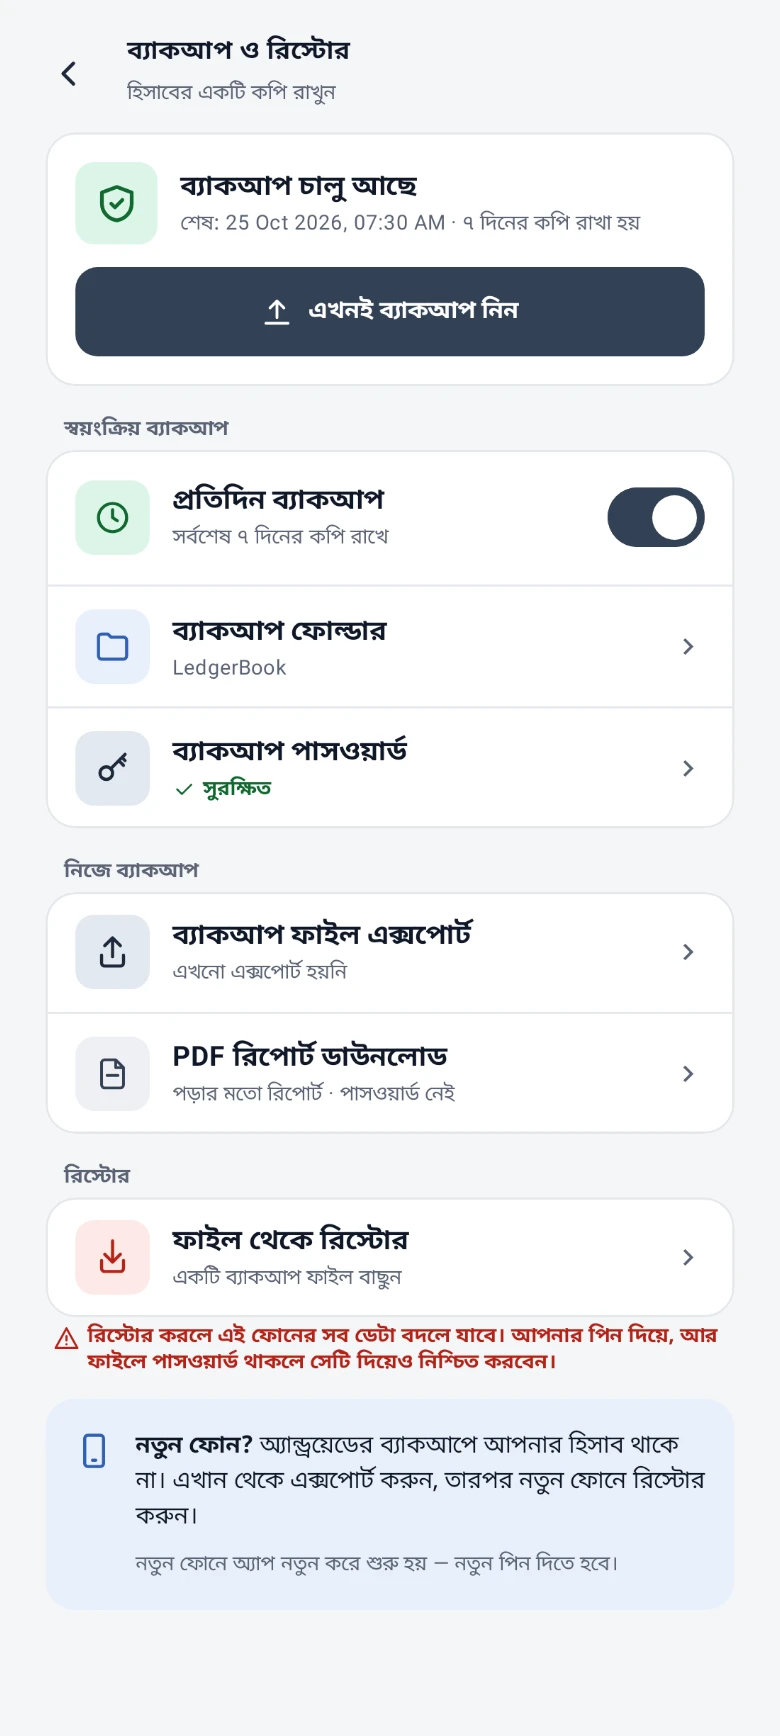 ব্যাকআপ ও রিস্টোর
হিসাবের একটি কপি রাখুন
ব্যাকআপ চালু আছে
শেষ: 25 Oct 2026, 07:30 AM · ৭ দিনের কপি রাখা হয়
এখনই ব্যাকআপ নিন
স্বয়ংক্রিয় ব্যাকআপ
প্রতিদিন ব্যাকআপ
সর্বশেষ ৭ দিনের কপি রাখে
ব্যাকআপ ফোল্ডার
LedgerBook
ব্যাকআপ পাসওয়ার্ড
সুরক্ষিত
নিজে ব্যাকআপ
ব্যাকআপ ফাইল এক্সপোর্ট
এখনো এক্সপোর্ট হয়নি
PDF রিপোর্ট ডাউনলোড
পড়ার মতো রিপোর্ট · পাসওয়ার্ড নেই
রিস্টোর
ফাইল থেকে রিস্টোর
একটি ব্যাকআপ ফাইল বাছুন
রিস্টোর করলে এই ফোনের সব ডেটা বদলে যাবে। আপনার পিন দিয়ে, আর
ফাইলে পাসওয়ার্ড থাকলে সেটি দিয়েও নিশ্চিত করবেন।
নতুন ফোন? অ্যান্ড্রয়েডের ব্যাকআপে আপনার হিসাব থাকে
না। এখান থেকে এক্সপোর্ট করুন, তারপর নতুন ফোনে রিস্টোর
করুন।
নতুন ফোনে অ্যাপ নতুন করে শুরু হয় — নতুন পিন দিতে হবে।